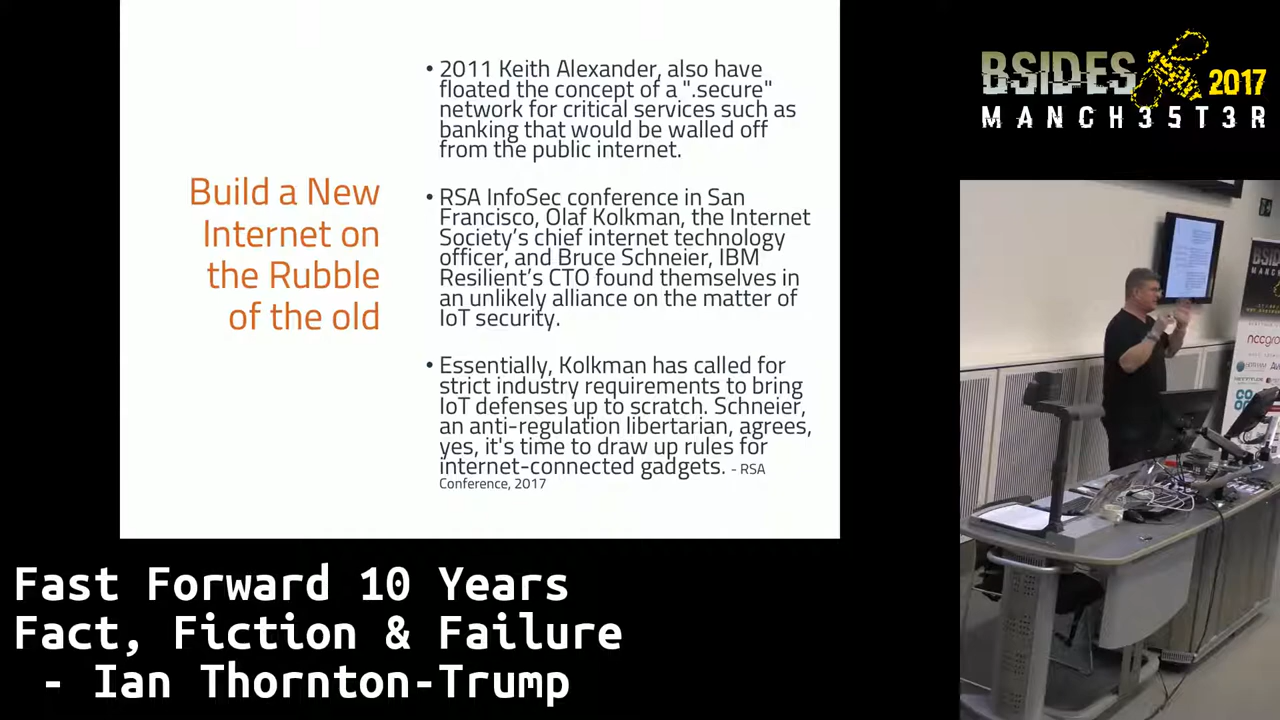 Build a New
Internet on
the Rubble
of the old
• 2011 Keith Alexander, also have
floated the concept of a ".secure"
network for critical services such as
banking that would be walled off
from the public internet.
• RSA InfoSec conference in San
Francisco, Olaf Kolkman, the Internet
Society's chief internet technology
officer, and Bruce Schneier, IBM
Resilient's CTO found themselves in
an unlikely alliance on the matter of
IoT security.
• Essentially, Kolkman has called for
strict industry requirements to bring
IoT defenses up to scratch. Schneier,
an anti-regulation libertarian, agrees,
yes, it's time to draw up rules for
internet-connected gadgets. - RSA
Conference, 2017
BSIDES 2017
MANCH35T3R
BSIDE
MANCH
nccgro
Fast Forward 10 Years
Fact, Fiction & Failure
- Ian Thornton-Trump